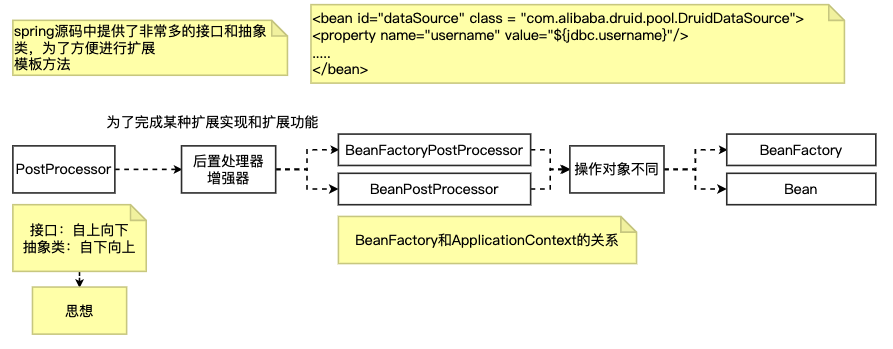 spring源码中提供了非常多的接口和抽象
类，为了方便进行扩展
模板方法
<bean id="dataSource" class = "com.alibaba.druid.pool.DruidDataSource">
<property name="username" value="${jdbc.username}"/>
.....
</bean>
为了完成某种扩展实现和扩展功能
PostProcessor
后置处理器
增强器
BeanFactoryPostProcessor
BeanPostProcessor
操作对象不同
BeanFactory
Bean
接口：自上向下
抽象类：自下向上
BeanFactory和ApplicationContext的关系
思想